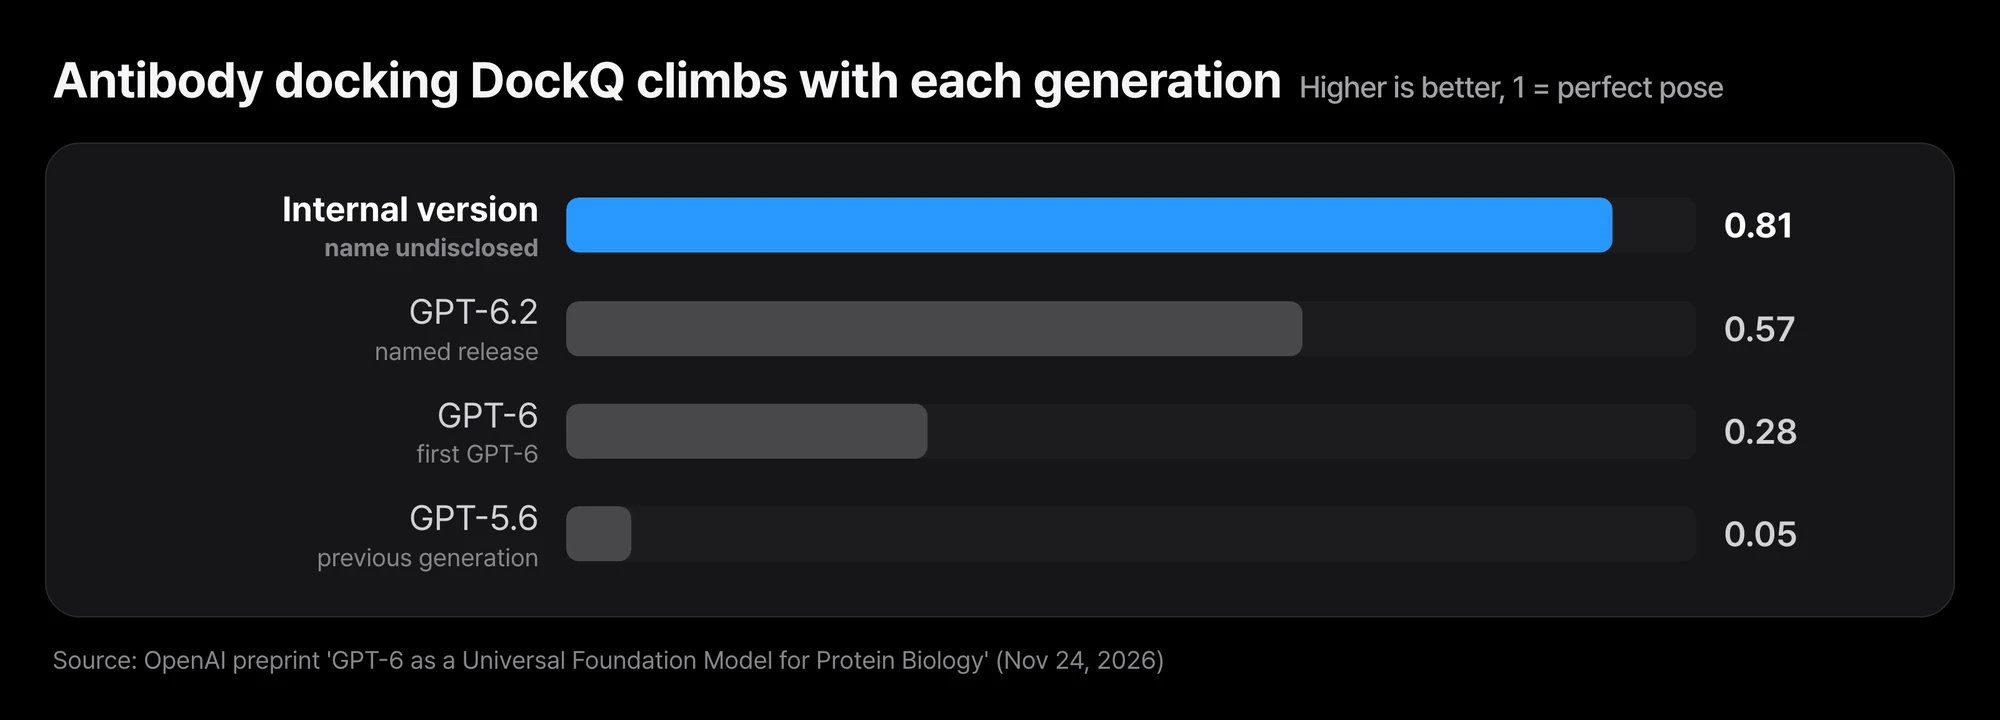 Antibody docking DockQ climbs with each generation Higher is better, 1 = perfect pose
Internal version
name undisclosed
0.81
GPT-6.2
named release
0.57
GPT-6
first GPT-6
0.28
GPT-5.6
previous generation
0.05
Source: OpenAI preprint 'GPT-6 as a Universal Foundation Model for Protein Biology' (Nov 24, 2026)